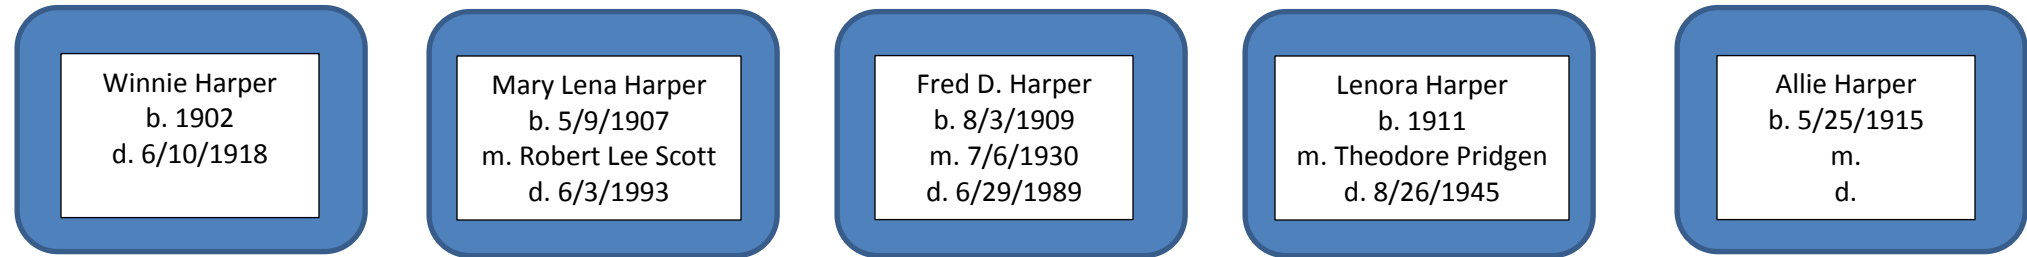 Winnie Harper
b. 1902
d. 6/10/1918
Mary Lena Harper
b. 5/9/1907
m. Robert Lee Scott
d. 6/3/1993
Fred D. Harper
b. 8/3/1909
m. 7/6/1930
d. 6/29/1989
Lenora Harper
b. 1911
m. Theodore Pridgen
d. 8/26/1945
Allie Harper
b. 5/25/1915
m.
d.